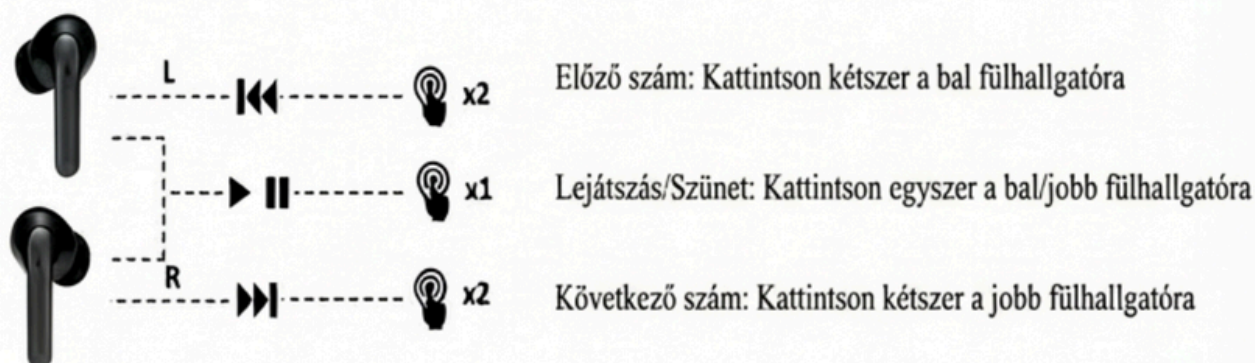 L
x2
Előző szám: Kattintson kétszer a bal fülhallgatóra
x1
Lejátszás/Szünet: Kattintson egyszer a bal/jobb fülhallgatóra
R
x2
Következő szám: Kattintson kétszer a jobb fülhallgatóra